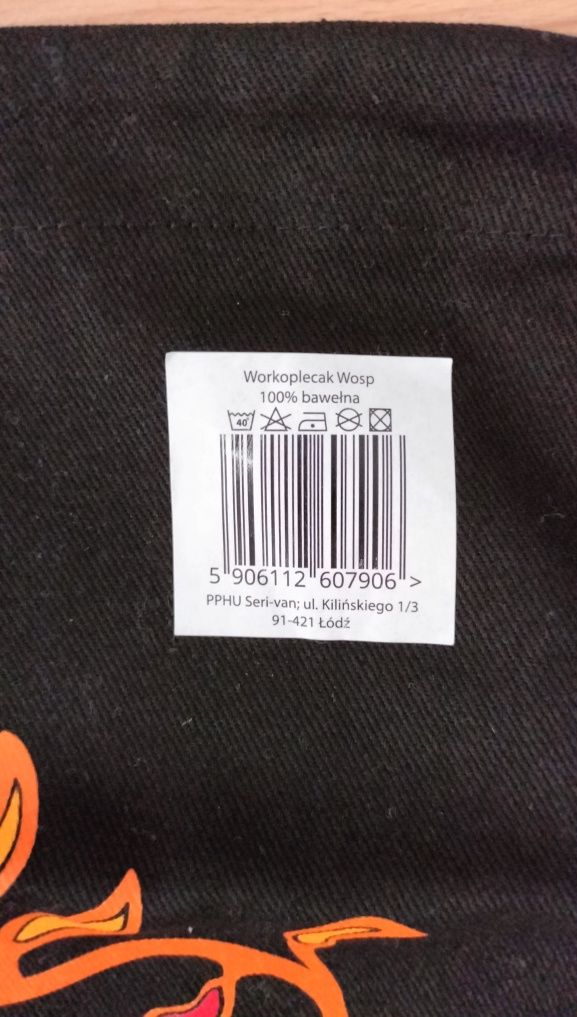 Workoplecak Wosp
100% bawełna
40
5 906112 607906 >
PPHU Seri-van; ul. Kilińskiego 1/3
91-421 Łódź